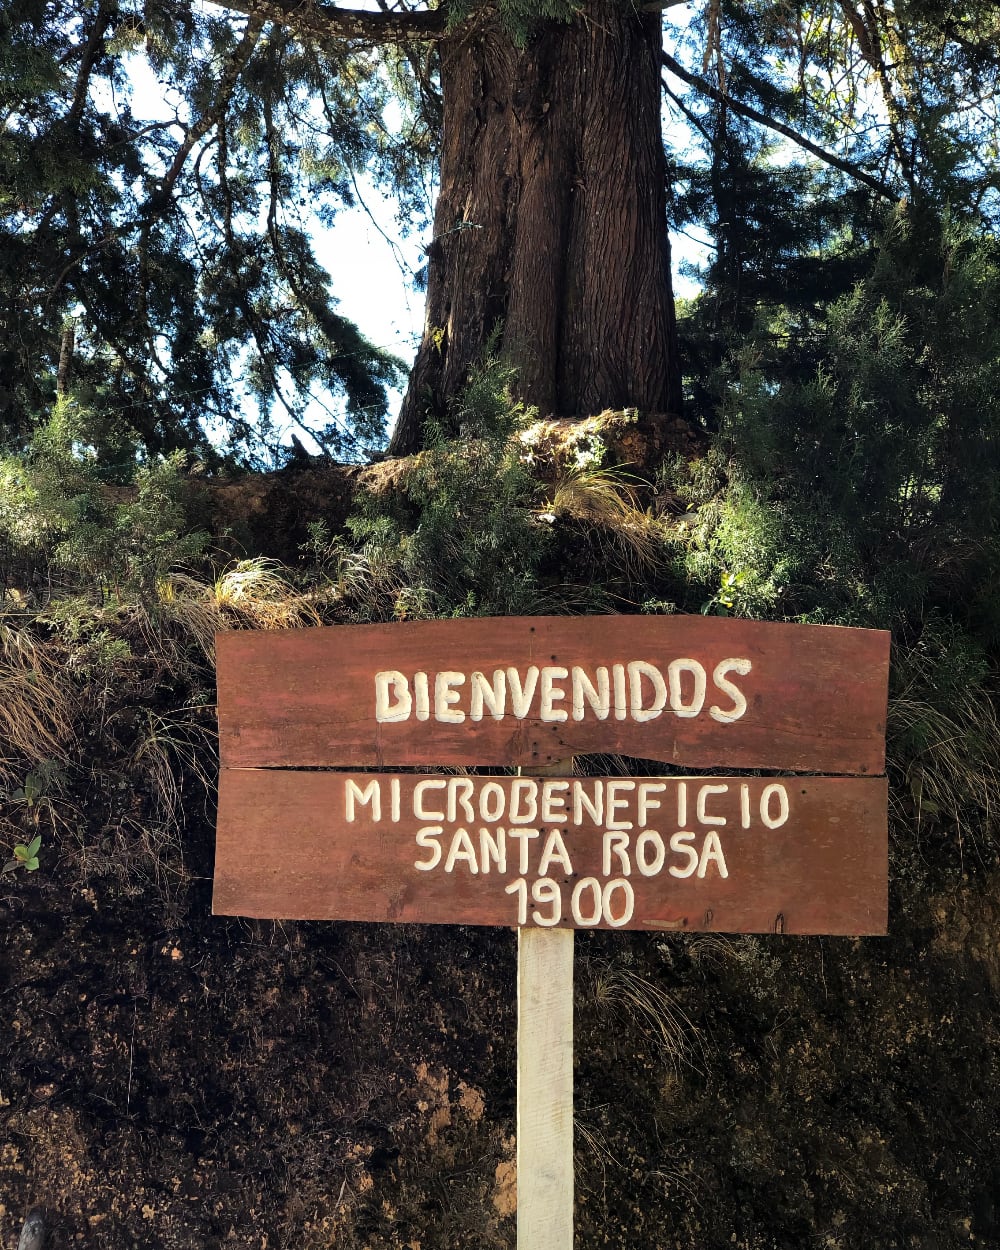 BIENVENIDOS
MICROBENEFICIO
SANTA ROSA
1900